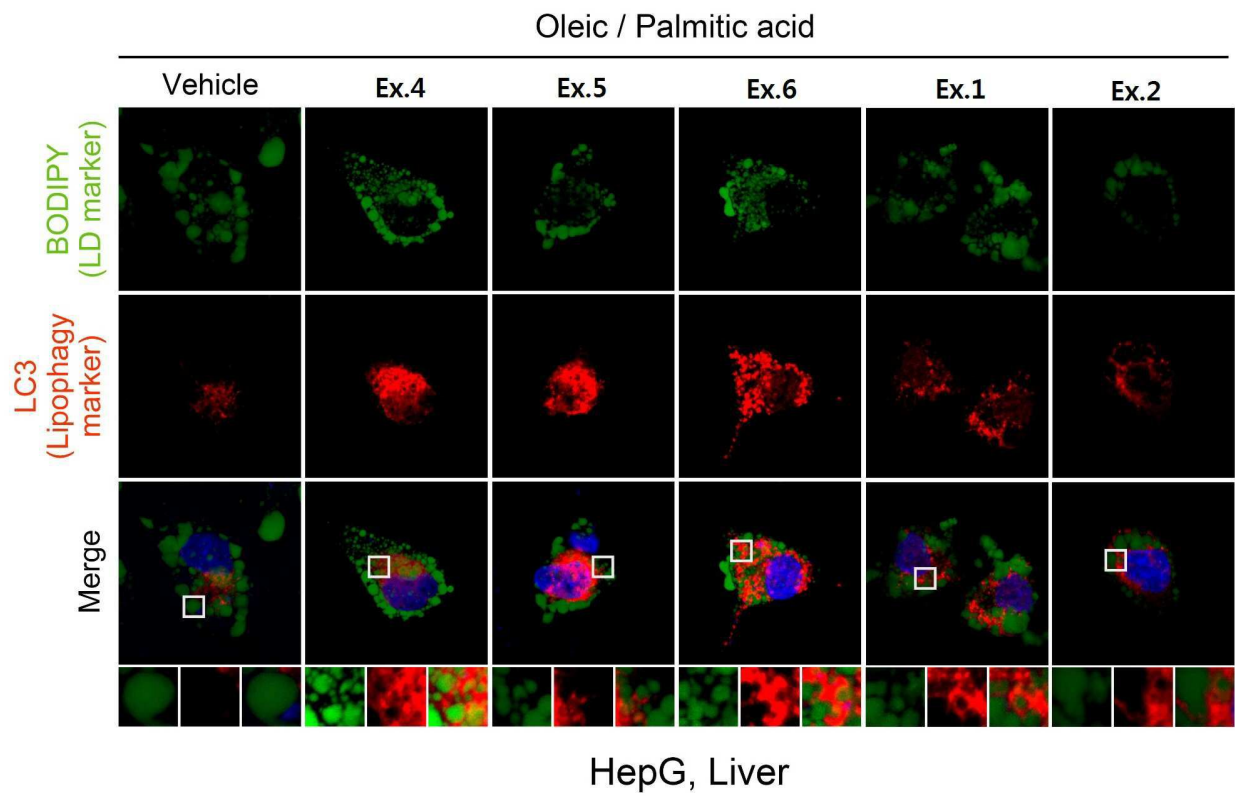 Oleic / Palmitic acid
Vehicle Ex.4 Ex.5 Ex.6 Ex.1 Ex.2
BODIPY
(LD marker)
LC3
(Lipophagy
marker)
Merge
HepG, Liver